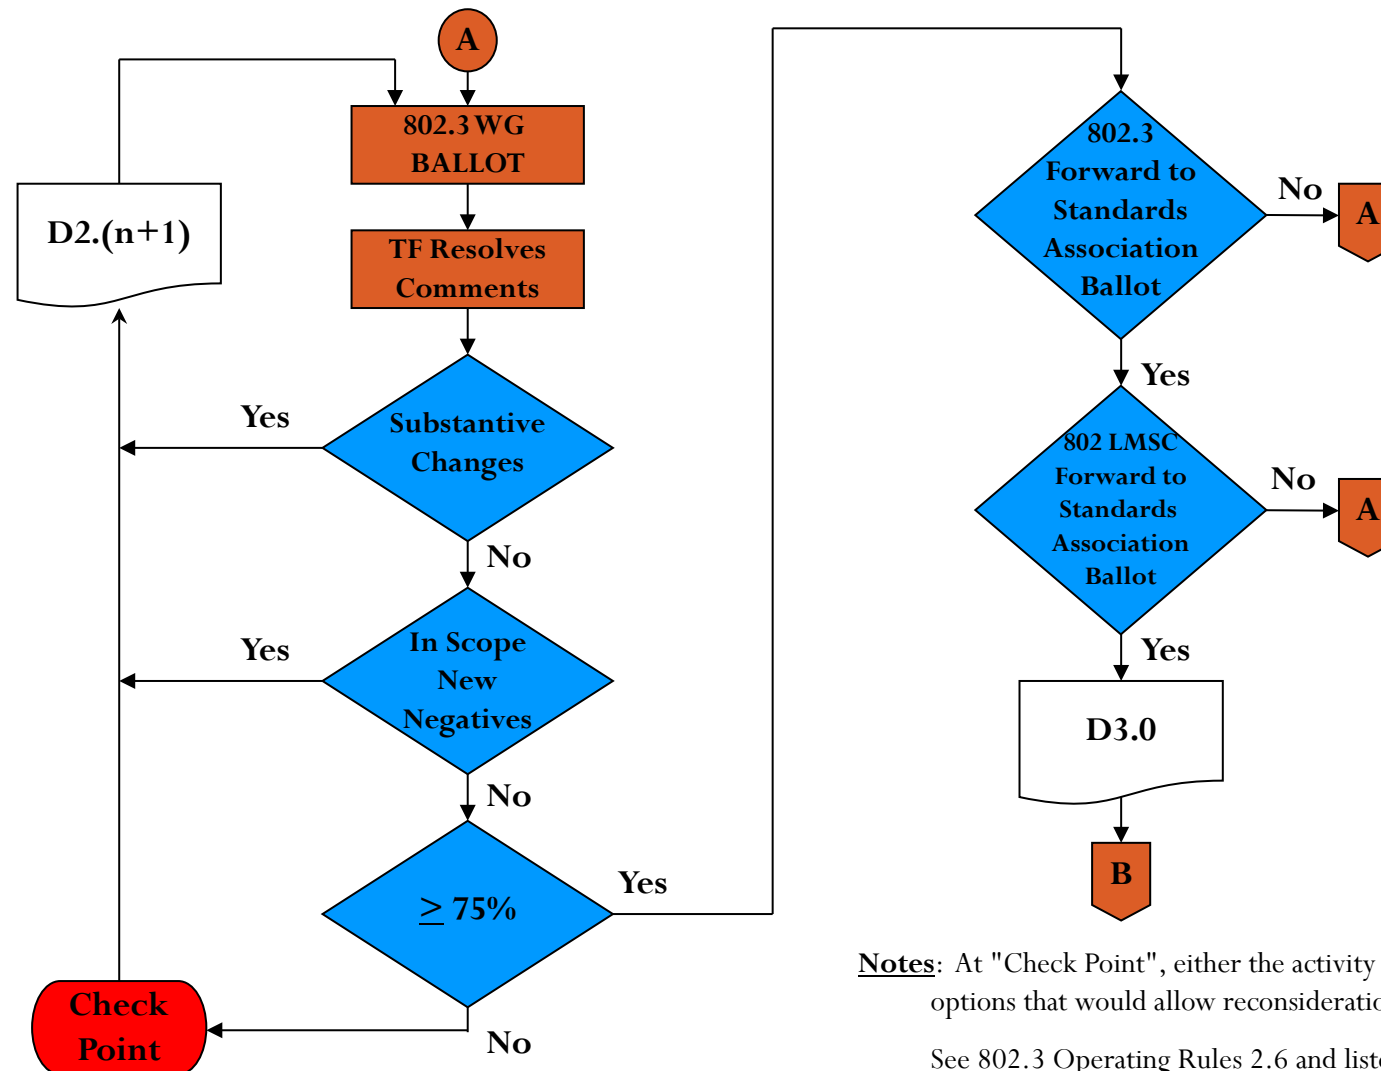 A
802.3 WG
BALLOT
D2.(n+1)
TF Resolves
Comments
Yes
Substantive
Changes
No
Yes
In Scope
New
Negatives
No
≥ 75%
Yes
Check
Point
No
802.3
Forward to
Standards
Association
Ballot
No
A
Yes
802 LMSC
Forward to
Standards
Association
Ballot
No
A
Yes
D3.0
B
Notes: At "Check Point", either the activity
options that would allow
See 802.3 Operating Rules 2.6 and